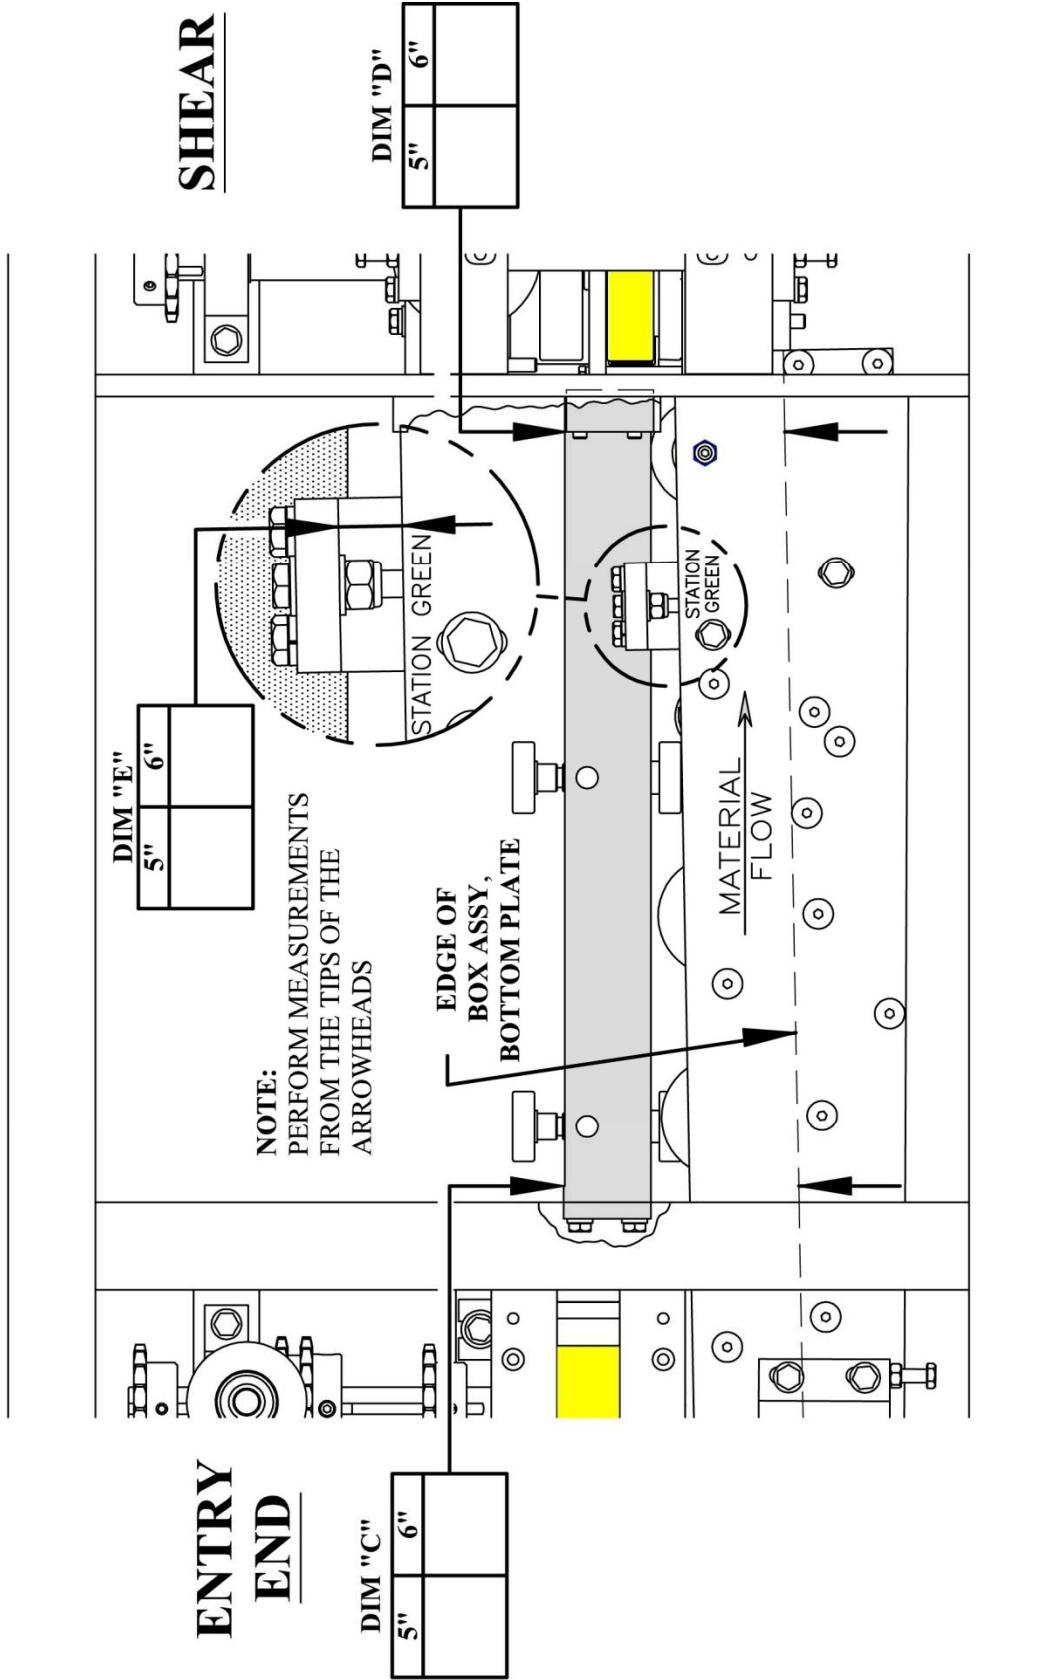 SHEAR
DIM "D"
5" 6"
DIM "E"
5" 6"
STATION GREEN
NOTE:
PERFORM MEASUREMENTS
FROM THE TIPS OF THE
ARROWHEADS
EDGE OF
BOX ASSY,
BOTTOM PLATE
STATION
GREEN
MATERIAL
FLOW
ENTRY
END
DIM "C"
5" 6"